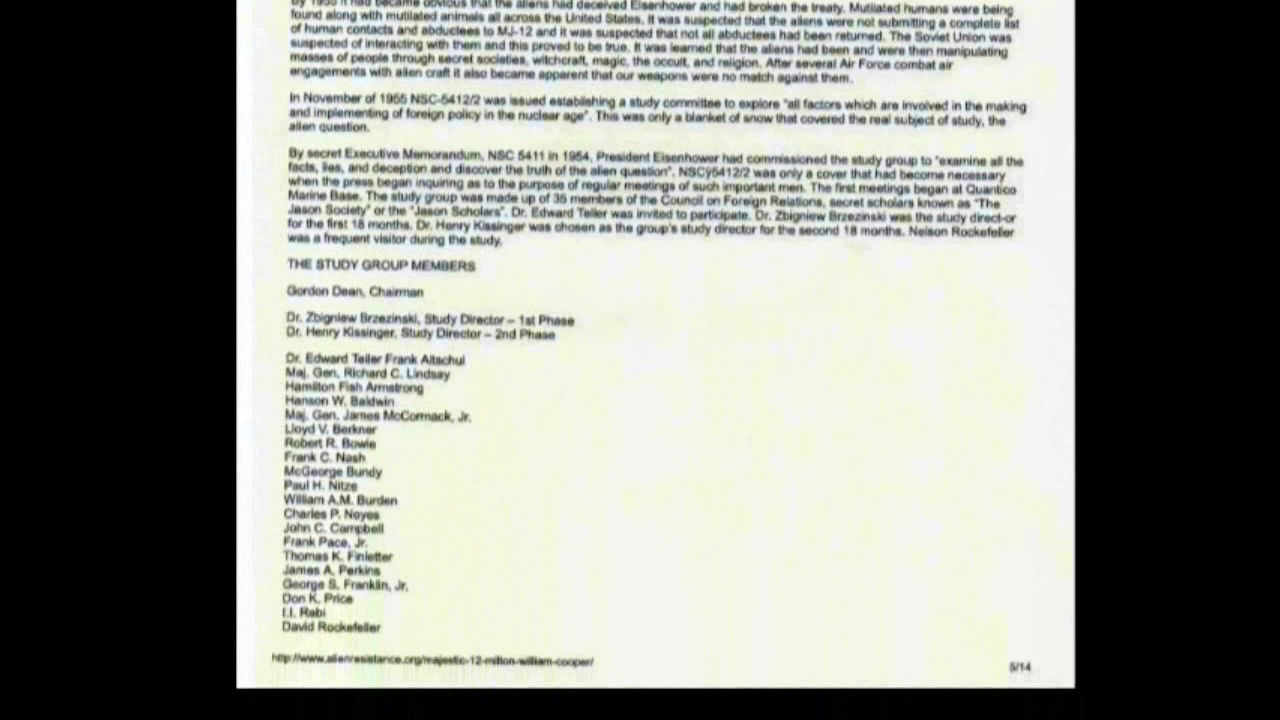 By 1955 it had became obvious that the aliens had deceived Eisenhower and had broken the treaty. Mutilated humans were being
found along with mutilated animals all across the United States. It was suspected that the aliens were not submitting a complete list
of human contacts and abductees to MJ-12 and it was suspected that not all abductees had been returned. The Soviet Union was
suspected of interacting with them and this proved to be true. It was learned that the aliens had been and were then manipulating
masses of people through secret societies, witchcraft, magic, the occult, and religion. After several Air Force combat air
engagements with alien craft it also became apparent that our weapons were no match against them.
In November of 1955 NSC-5412/2 was issued establishing a study committee to explore "all factors which are involved in the making
and implementing of foreign policy in the nuclear age". This was only a blanket of snow that covered the real subject of study, the
alien question.
By secret Executive Memorandum, NSC 5411 in 1954, President Eisenhower had commissioned the study group to "examine all the
facts, lies, and deception and discover the truth of the alien question". NSCÿ5412/2 was only a cover that had become necessary
when the press began inquiring as to the purpose of regular meetings of such important men. The first meetings began at Quantico
Marine Base. The study group was made up of 35 members of the Council on Foreign Relations, secret scholars known as "The
Jason Society" or the "Jason Scholars". Dr. Edward Teller was invited to participate. Dr. Zbigniew Brzezinski was the study direct-or
for the first 18 months. Dr. Henry Kissinger was chosen as the group's study director for the second 18 months. Nelson Rockefeller
was a frequent visitor during the study.
THE STUDY GROUP MEMBERS
Gordon Dean, Chairman
Dr. Zbigniew Brzezinski, Study Director – 1st Phase
Dr. Henry Kissinger, Study Director – 2nd Phase
Dr. Edward Teller Frank Altschul
Maj. Gen. Richard C. Lindsay
Hamilton Fish Armstrong
Hanson W. Baldwin
Maj. Gen. James McCormack, Jr.
Lloyd V. Berkner
Robert R. Bowie
Frank C. Nash
McGeorge Bundy
Paul H. Nitze
William A.M. Burden
Charles P. Noyes
John C. Campbell
Frank Pace, Jr.
Thomas K. Finletter
James A. Perkins
George S. Franklin, Jr.
Don K. Price
I.I. Rabi
David Rockefeller
http://www.alienresistance.org/majestic-12-milton-william-cooper/
5/14